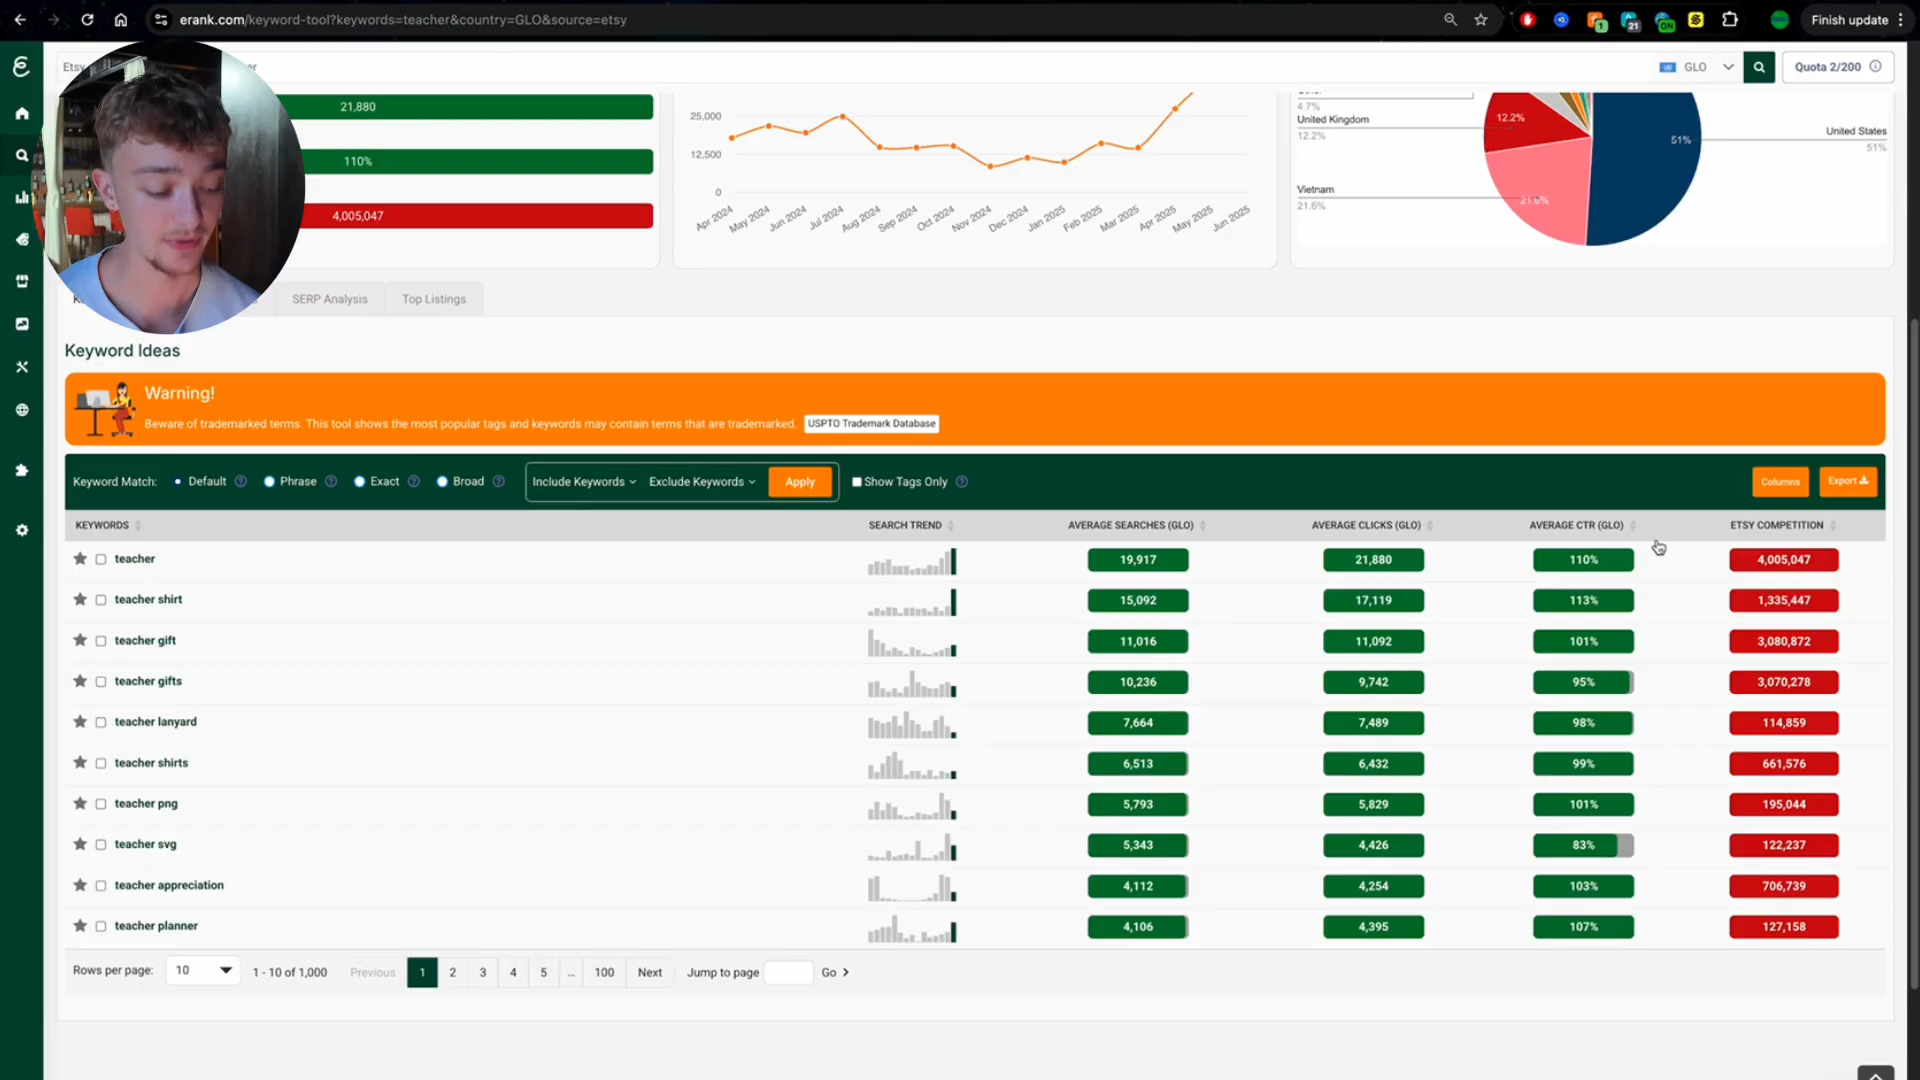 erank.com/keyword-tool?keywords=teacher&country=GLO&source=etsy
Finish update
GLO
Quota 2/200
21,880
110%
4,005,047
25,000
12,500
0
Apr 2024
May 2024
Jun 2024
Jul 2024
Aug 2024
Sep 2024
Oct 2024
Nov 2024
Dec 2024
Jan 2025
Feb 2025
Mar 2025
Apr 2025
May 2025
Jun 2025
4.7%
United Kingdom
12.2%
12.2%
United States
51%
51%
Vietnam
21.6%
21.6%
SERP Analysis
Top Listings
Keyword Ideas
Warning!
Beware of trademarked terms. This tool shows the most popular tags and keywords may contain terms that are trademarked. USPTO Trademark Database
Keyword Match: Default Phrase Exact Broad Include Keywords Exclude Keywords Apply Show Tags Only Columns Export
KEYWORDS SEARCH TREND AVERAGE SEARCHES (GLO) AVERAGE CLICKS (GLO) AVERAGE CTR (GLO) ETSY COMPETITION
teacher 19,917 21,880 110% 4,005,047
teacher shirt 15,092 17,119 113% 1,335,447
teacher gift 11,016 11,092 101% 3,080,872
teacher gifts 10,236 9,742 95% 3,070,278
teacher lanyard 7,664 7,489 98% 114,859
teacher shirts 6,513 6,432 99% 661,576
teacher png 5,793 5,829 101% 195,044
teacher svg 5,343 4,426 83% 122,237
teacher appreciation 4,112 4,254 103% 706,739
teacher planner 4,106 4,395 107% 127,158
Rows per page: 10 1 - 10 of 1,000 Previous 1 2 3 4 5 ... 100 Next Jump to page Go